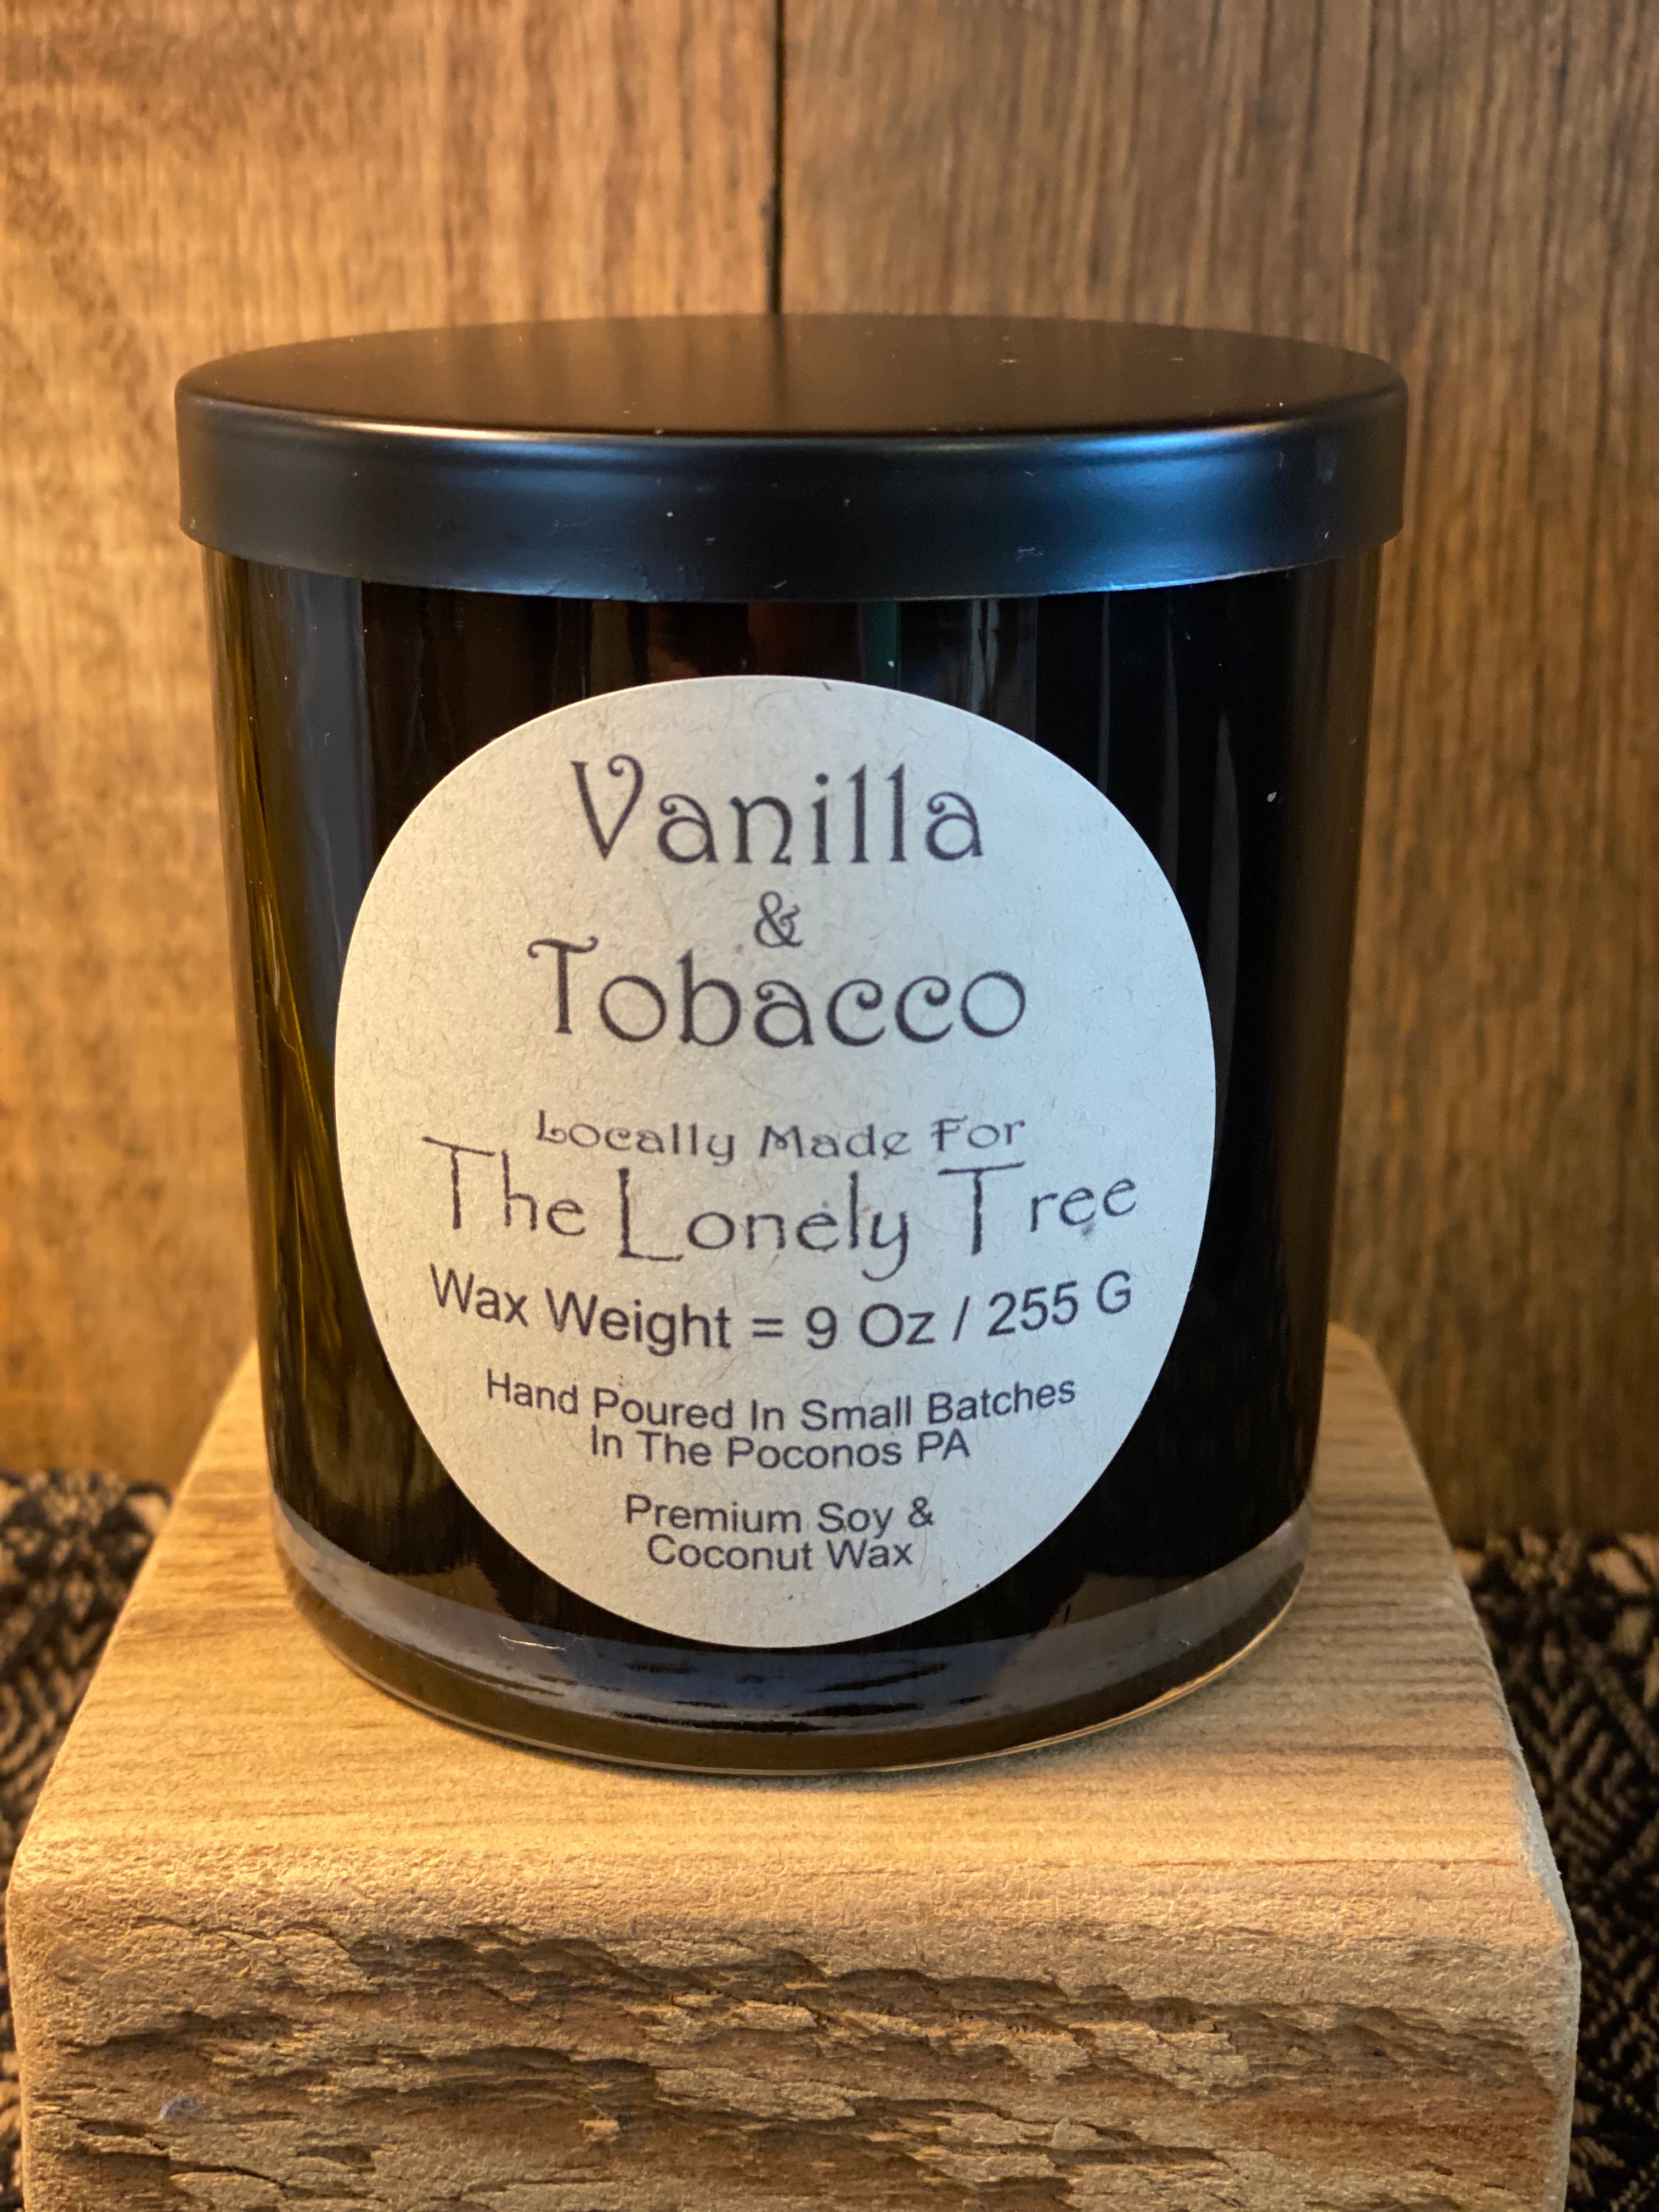 Vanilla
&
Tobacco
Locally Made For
The Lonely Tree
Wax Weight = 9 Oz / 255 G
Hand Poured In Small Batches
In The Poconos PA
Premium Soy &
Coconut Wax